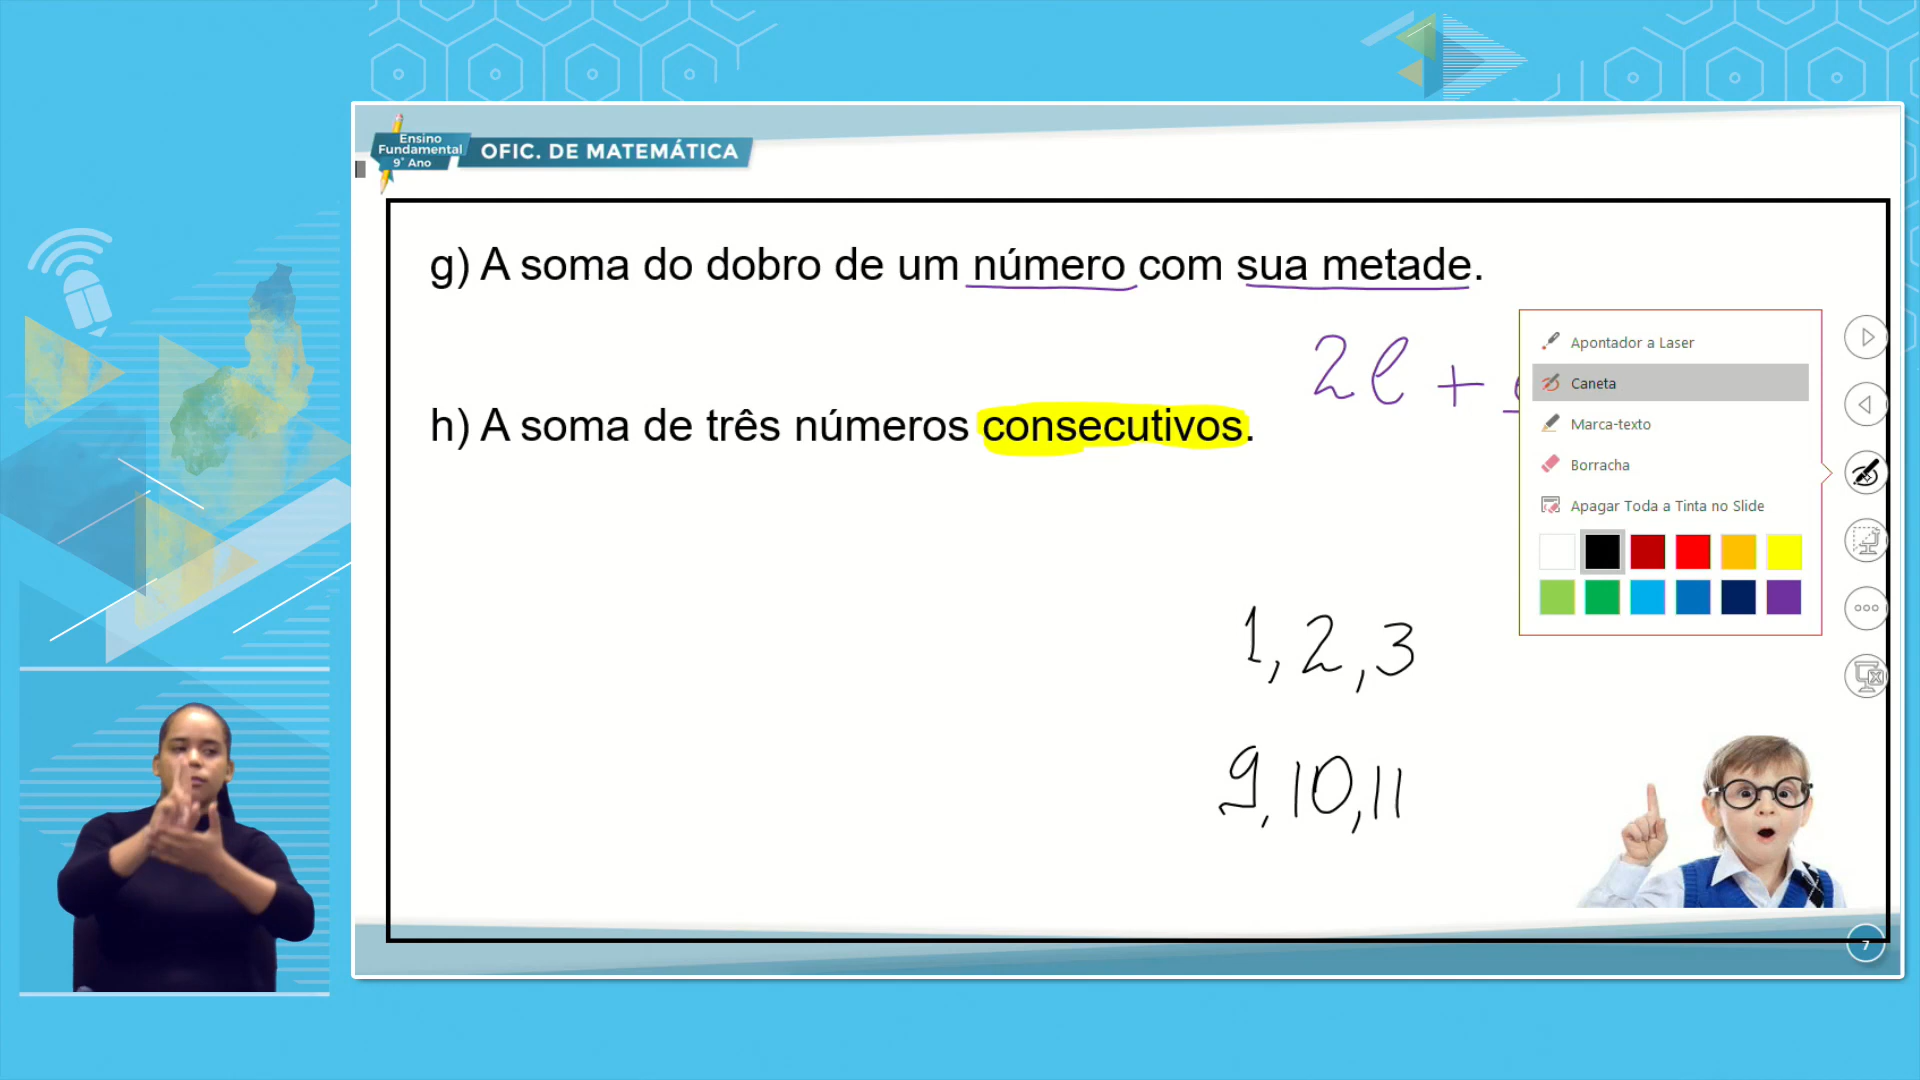 Ensino
Fundamental
9° Ano
OFIC. DE MATEMÁTICA
g) A soma do dobro de um número com sua metade.
2l +
h) A soma de três números consecutivos.
Apontador a Laser
Caneta
Marca-texto
Borracha
Apagar Toda a Tinta no Slide
1, 2, 3
9, 10, 11
7